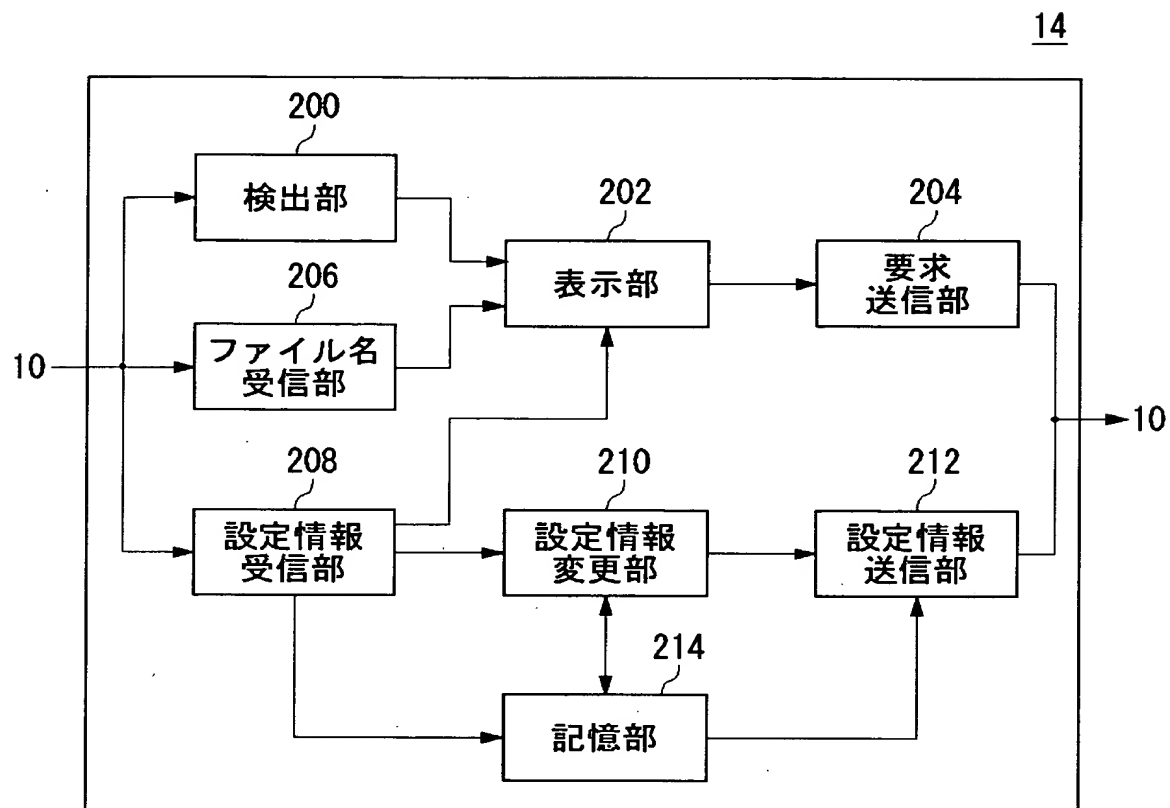 14
200
検出部
202
表示部
204
要求
送信部
206
ファイル名
受信部
10
10
208
設定情報
受信部
210
設定情報
変更部
212
設定情報
送信部
214
記憶部